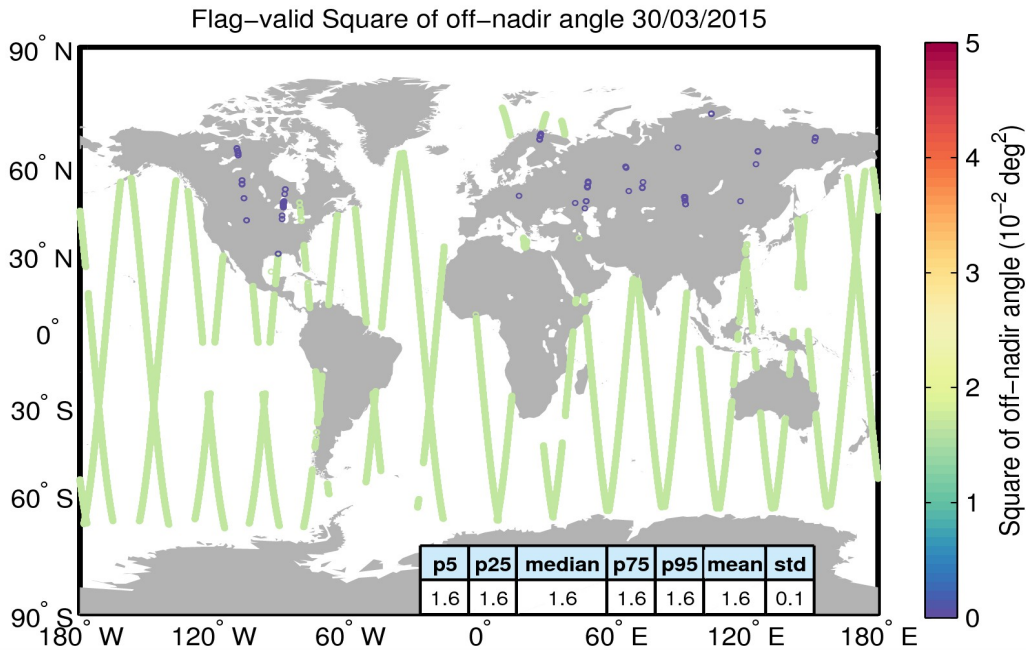 Flag−valid Square of off−nadir angle 30/03/2015
90° N
60° N
30° N
0°
30° S
60° S
90° S
180° W
120° W
60° W
0°
60° E
120° E
180° E
p5 p25 median p75 p95 mean std
1.6 1.6 1.6 1.6 1.6 1.6 0.1
5
4
3
2
1
0
Square of off−nadir angle (10⁻² deg²)